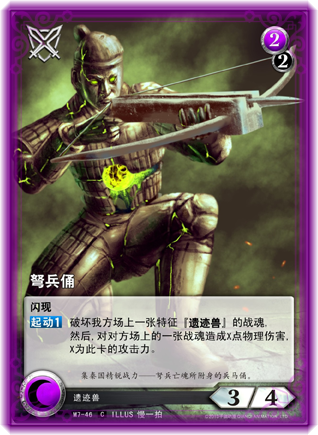 2
2
弩兵俑
闪现
起动1 破坏我方场上一张特征『遗迹兽』的战魂,
然后, 对对方场上的一张战魂造成X点物理伤害,
X为此卡的攻击力。
集秦国精锐战力——弩兵亡魂所附身的兵马俑。
遗迹兽
3 / 4
C ILLUS 憎一拍